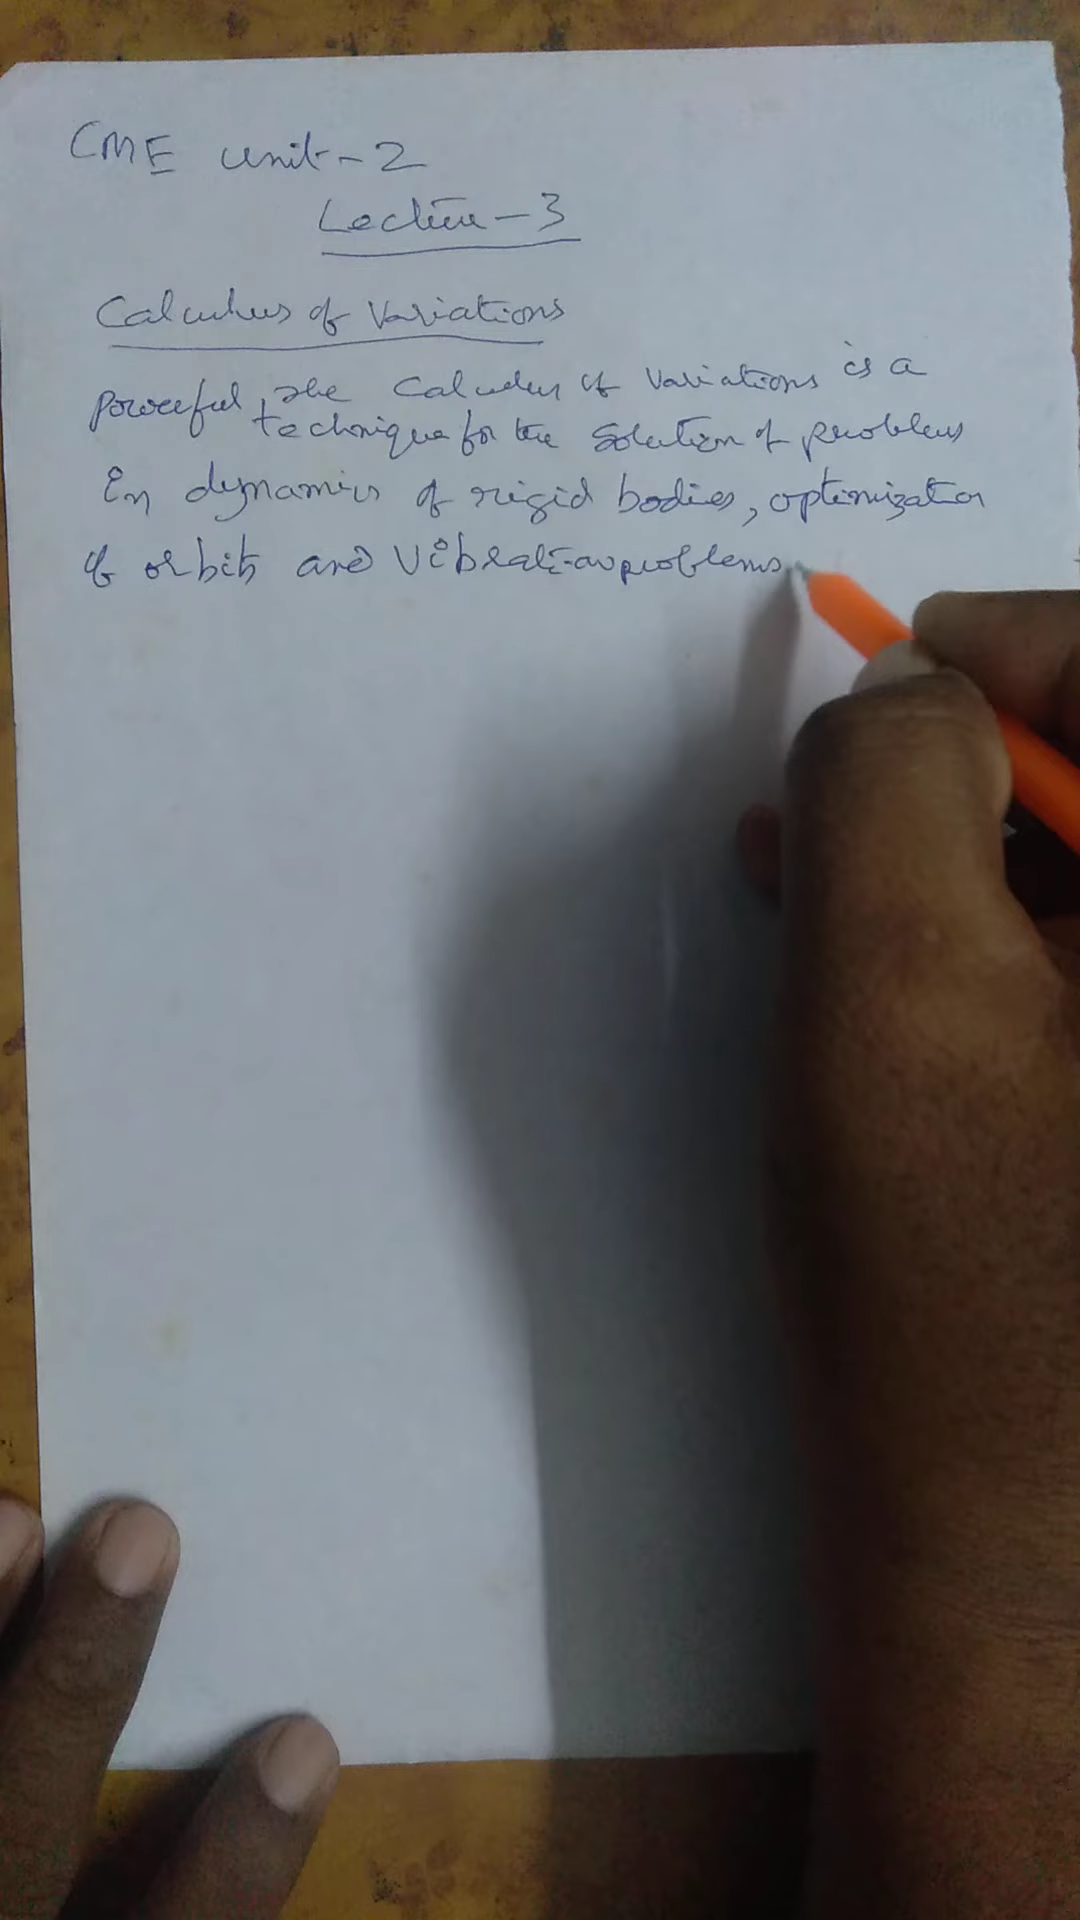 CME unit-2
Lecture-3
Calculus of Variations
Powerful, The Calculus of Variations is a
technique for the Solution of problems
In dynamics of rigid bodies, optimization
of orbits and Vibration problems.